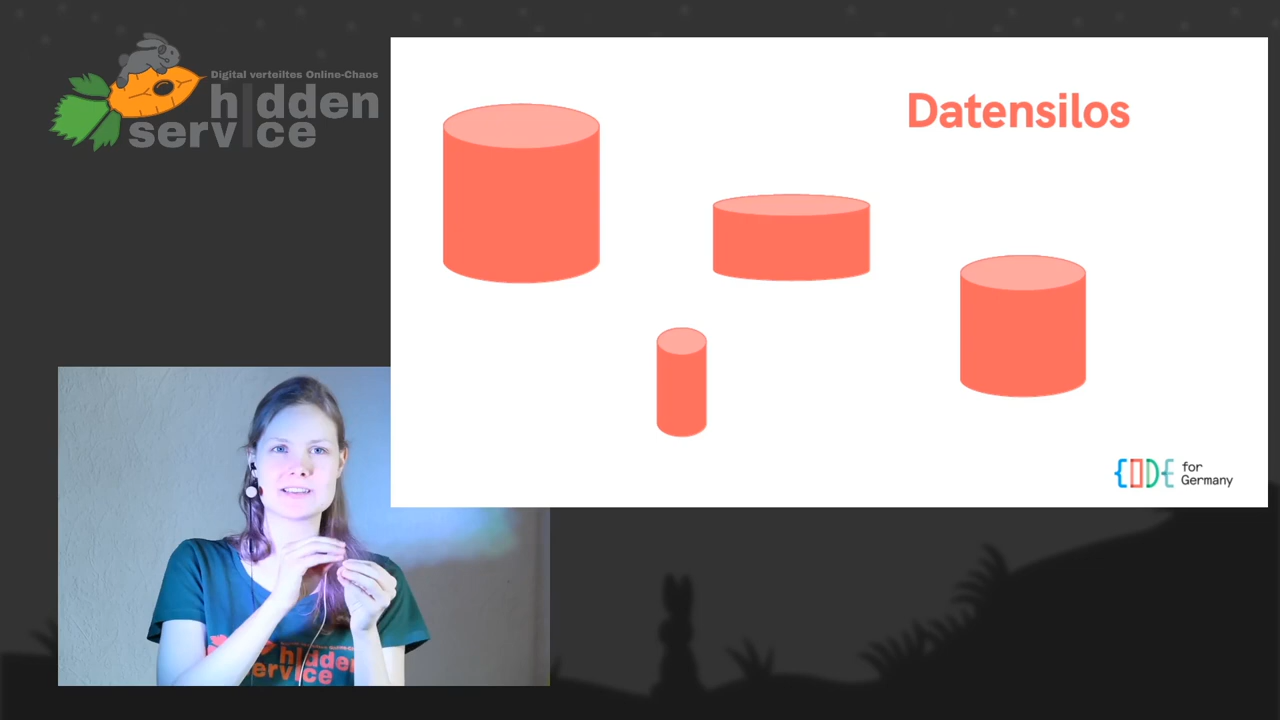 Digital verteiltes Online-Chaos
hidden
service
Datensilos
CODE for
Germany
hidden
service